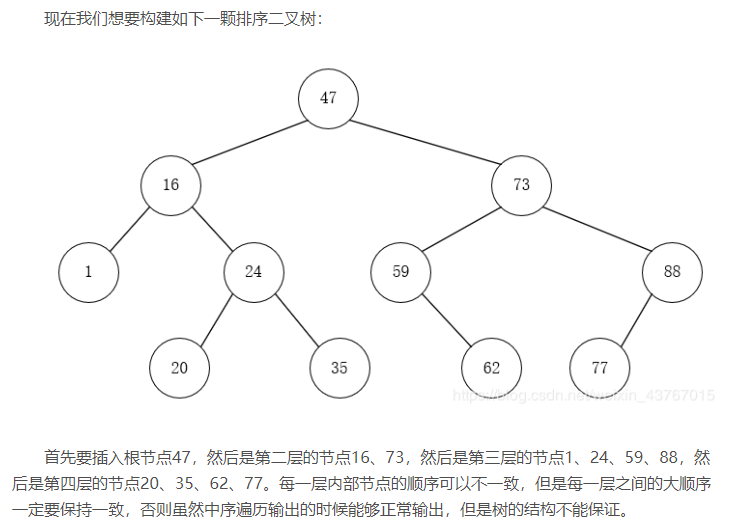 现在我们想要构建如下一颗排序二叉树：
47
16
73
1
24
59
88
20
35
62
77
https://blog.csdn.net/weixin_43767015
首先要插入根节点47，然后是第二层的节点16、73，然后是第三层的节点1、24、59、88，然
后是第四层的节点20、35、62、77。每一层内部节点的顺序可以不一致，但是每一层之间的大顺序
一定要保持一致，否则虽然中序遍历输出的时候能够正常输出，但是树的结构不能保证。